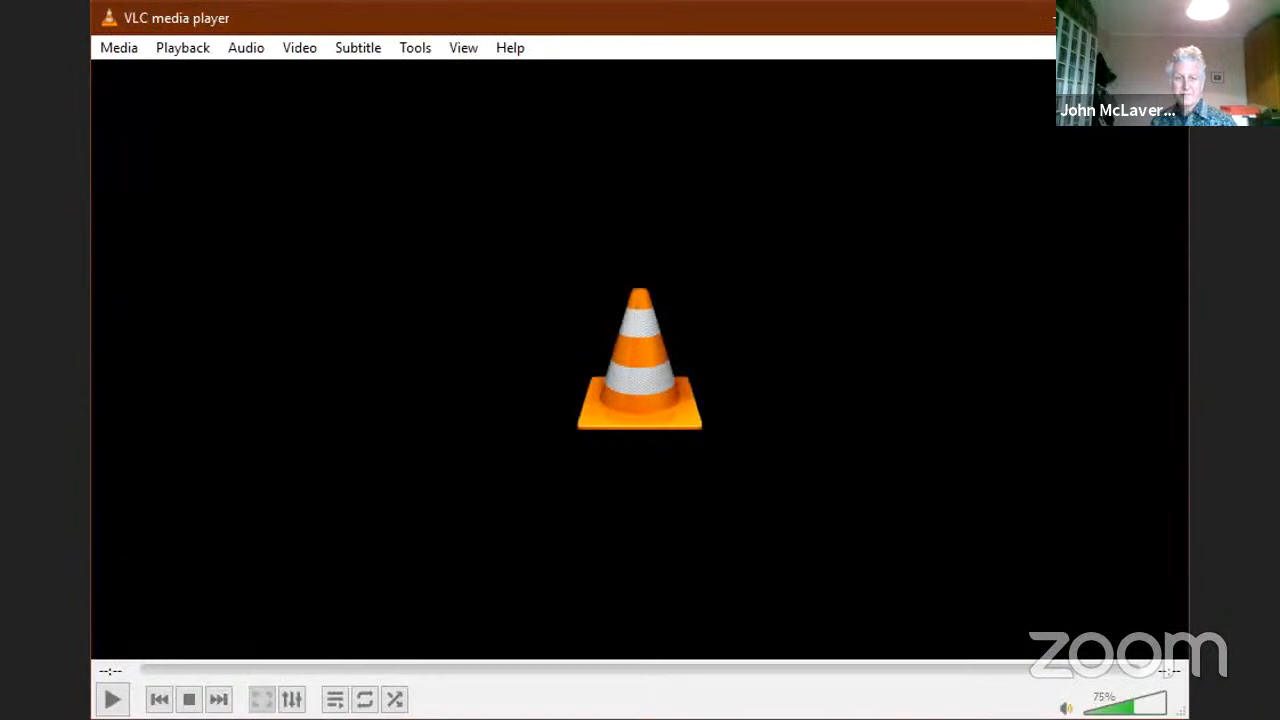 VLC media player
Media Playback Audio Video Subtitle Tools View Help
John McLaver...
--:-- --:--
75%
zoom